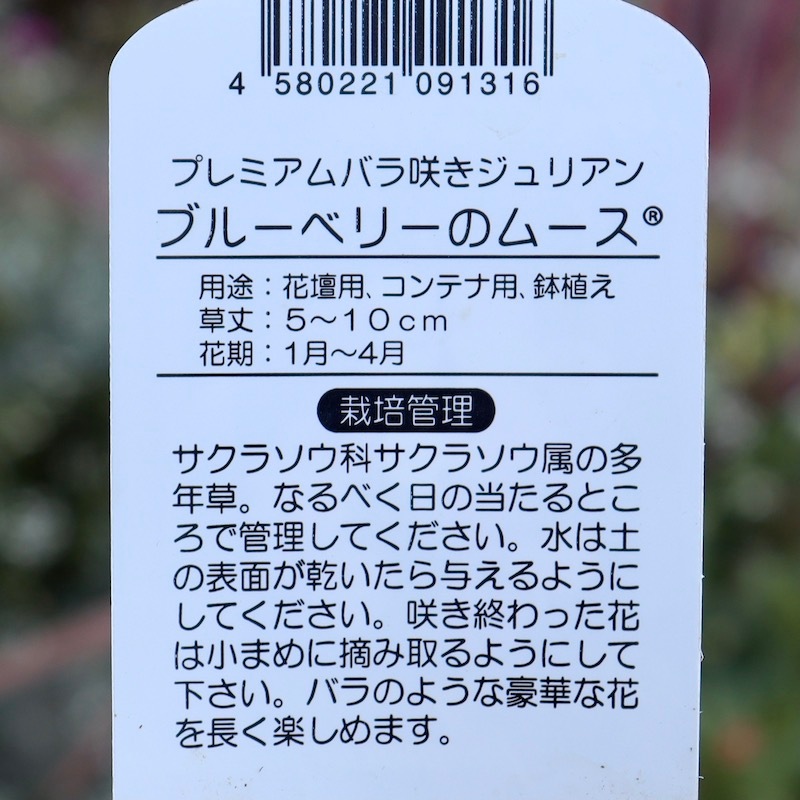 4 580221 091316
プレミアムバラ咲きジュリアン
ブルーベリーのムース®
用途：花壇用、コンテナ用、鉢植え
草丈：5～10cm
花期：1月～4月
栽培管理
サクラソウ科サクラソウ属の多
年草。なるべく日の当たるとこ
ろで管理してください。水は土
の表面が乾いたら与えるように
してください。咲き終わった花
は小まめに摘み取るようにして
下さい。バラのような豪華な花
を長く楽しめます。